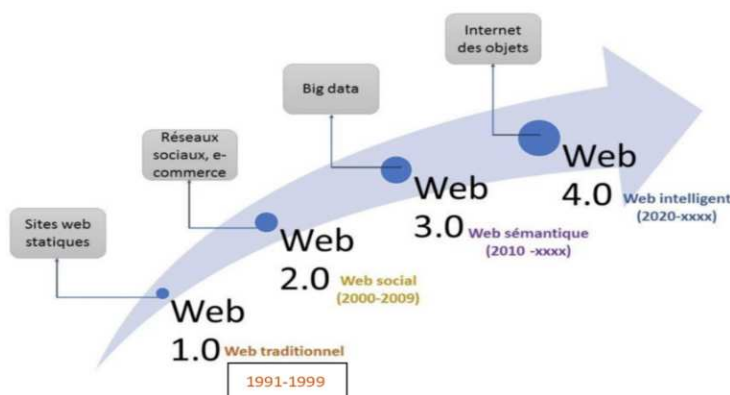 Internet
des objets
Big data
Réseaux
sociaux, e-
commerce
Sites web
statiques
Web
4.0 Web intelligent
(2020-xxxx)
Web
3.0 Web sémantique
(2010 -xxxx)
Web
2.0 Web social
(2000-2009)
Web
1.0 Web traditionnel
1991-1999